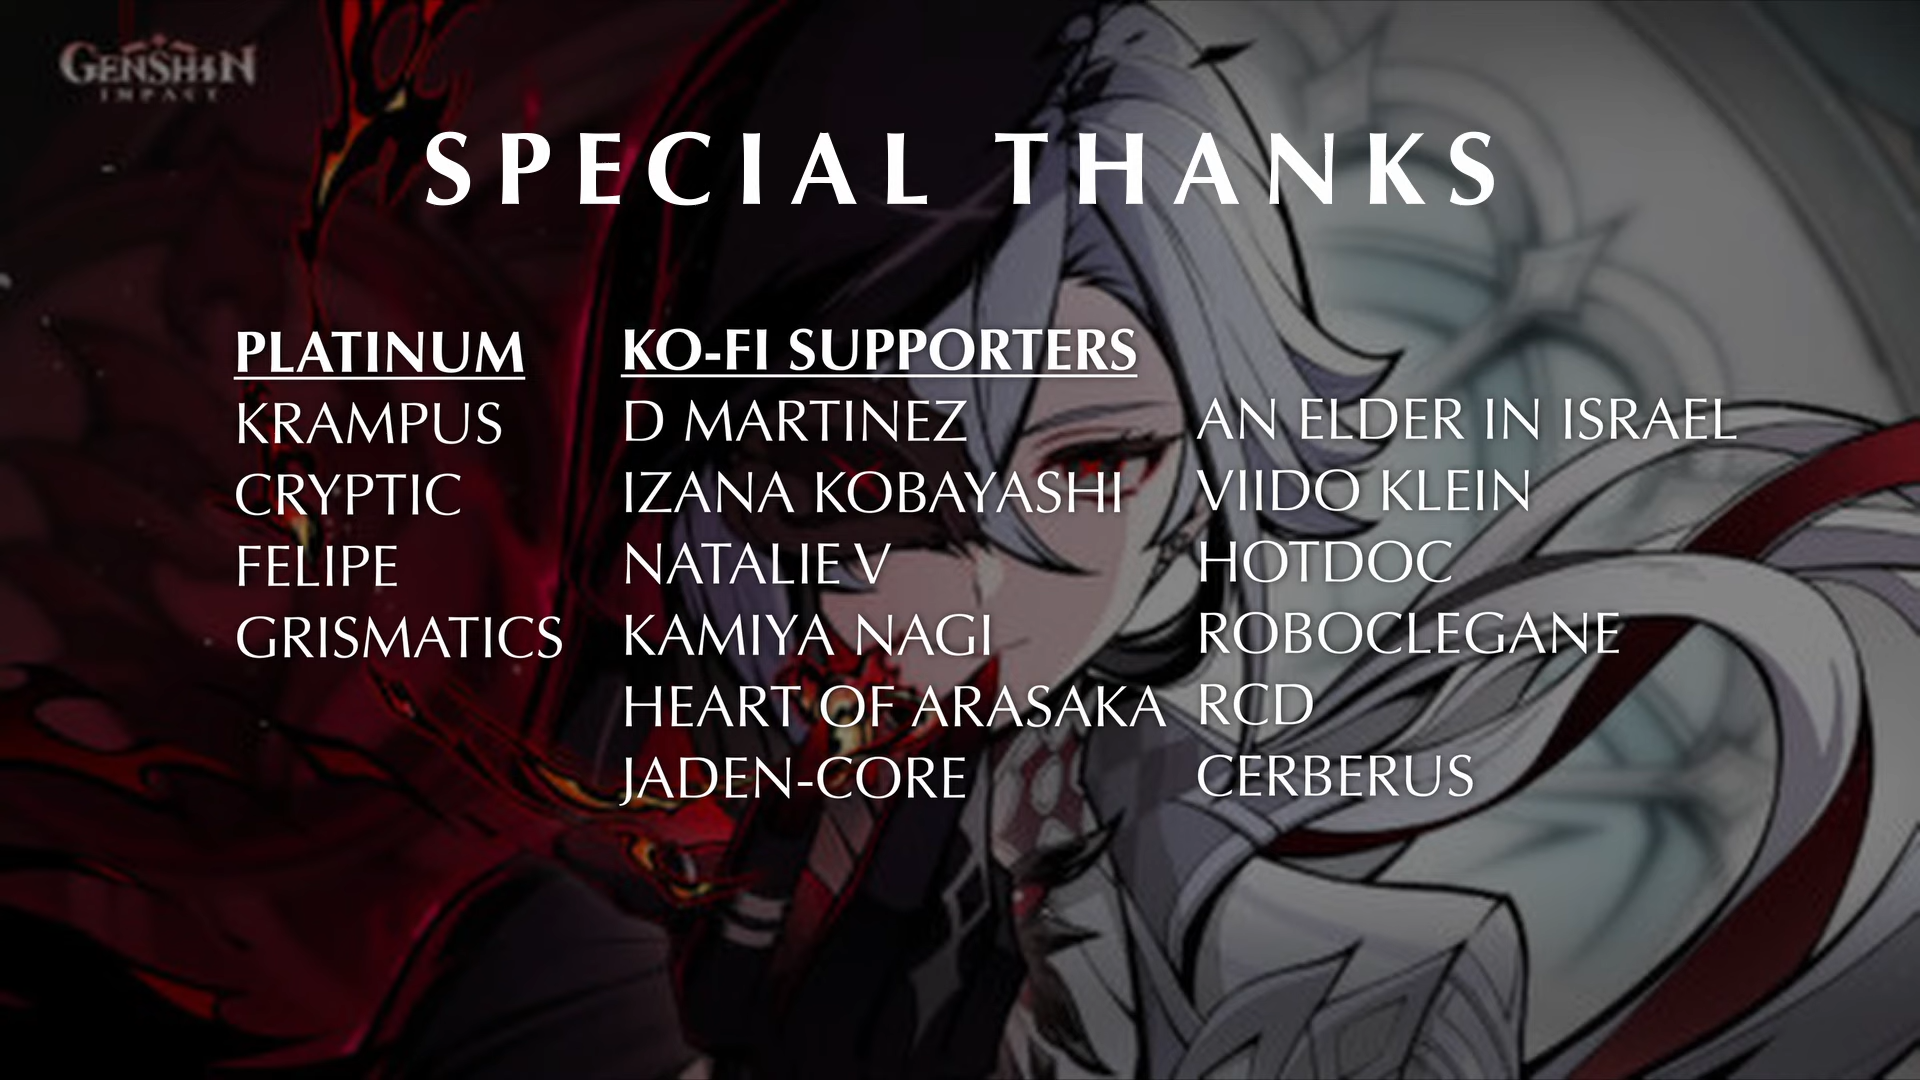 GENSHIN
IMPACT
SPECIAL THANKS
PLATINUM
KRAMPUS
CRYPTIC
FELIPE
GRISMATICS
KO-FI SUPPORTERS
D MARTINEZ
IZANA KOBAYASHI
NATALIE V
KAMIYA NAGI
HEART OF ARASAKA
JADEN-CORE
AN ELDER IN ISRAEL
VIIDO KLEIN
HOTDOC
ROBOCLEGANE
RCD
CERBERUS